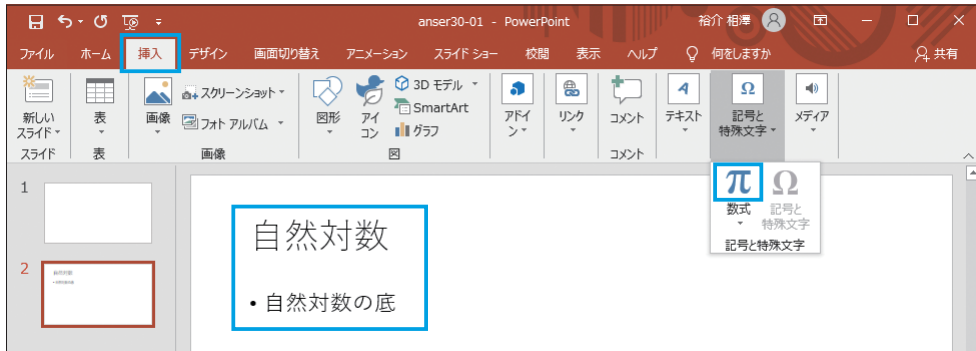 anser30-01 - PowerPoint
裕介 相澤
ファイル ホーム 挿入 デザイン 画面切り替え アニメーション スライド ショー 校閲 表示 ヘルプ 何をしますか 共有
新しい
スライド
スライド
表
表
画像
スクリーンショット
フォト アルバム
画像
図形
アイ
コン
3D モデル
SmartArt
グラフ
図
アドイ
ン
リンク
コメント
コメント
テキスト
記号と
特殊文字
メディア
π Ω
数式
記号と
特殊文字
記号と特殊文字
1
2
自然対数
• 自然対数の底